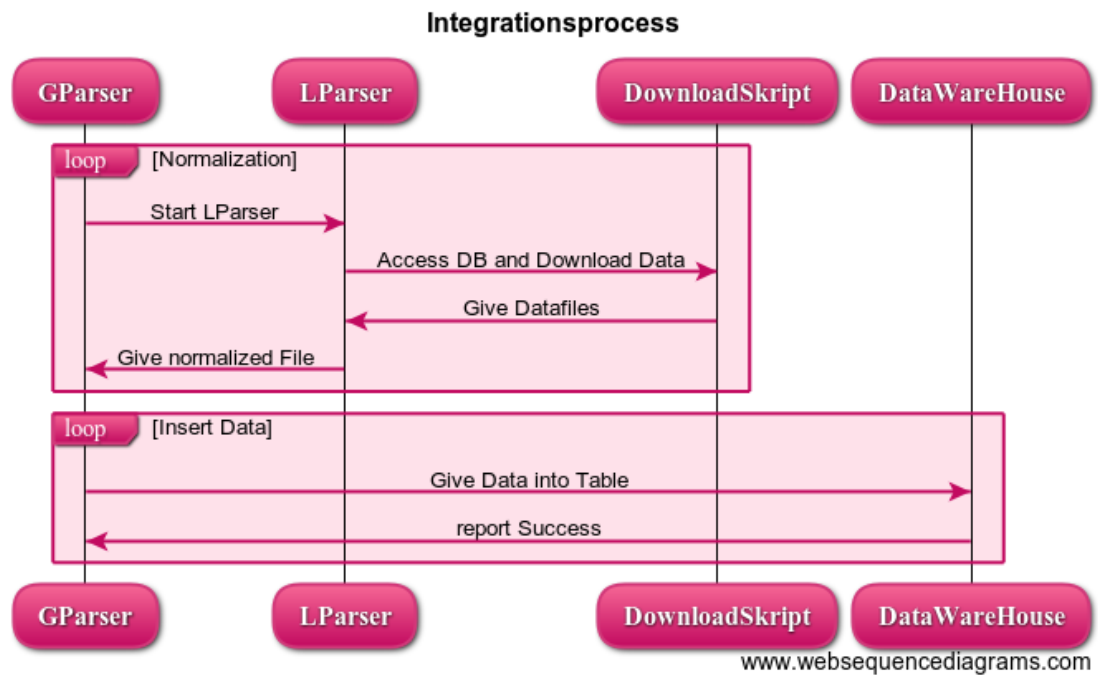 Integrationsprocess
GParser LParser DownloadSkript DataWareHouse
loop [Normalization]
Start LParser
Access DB and Download Data
Give Datafiles
Give normalized File
loop [Insert Data]
Give Data into Table
report Success
GParser LParser DownloadSkript DataWareHouse
www.websequencediagrams.com